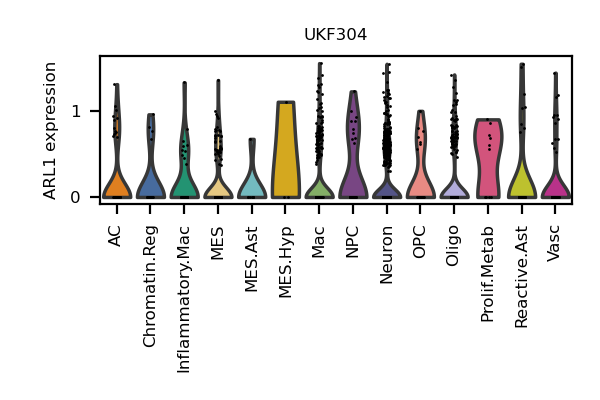 UKF304
ARL1 expression
1
0
AC
Chromatin.Reg
Inflammatory.Mac
MES
MES.Ast
MES.Hyp
Mac
NPC
Neuron
OPC
Oligo
Prolif.Metab
Reactive.Ast
Vasc